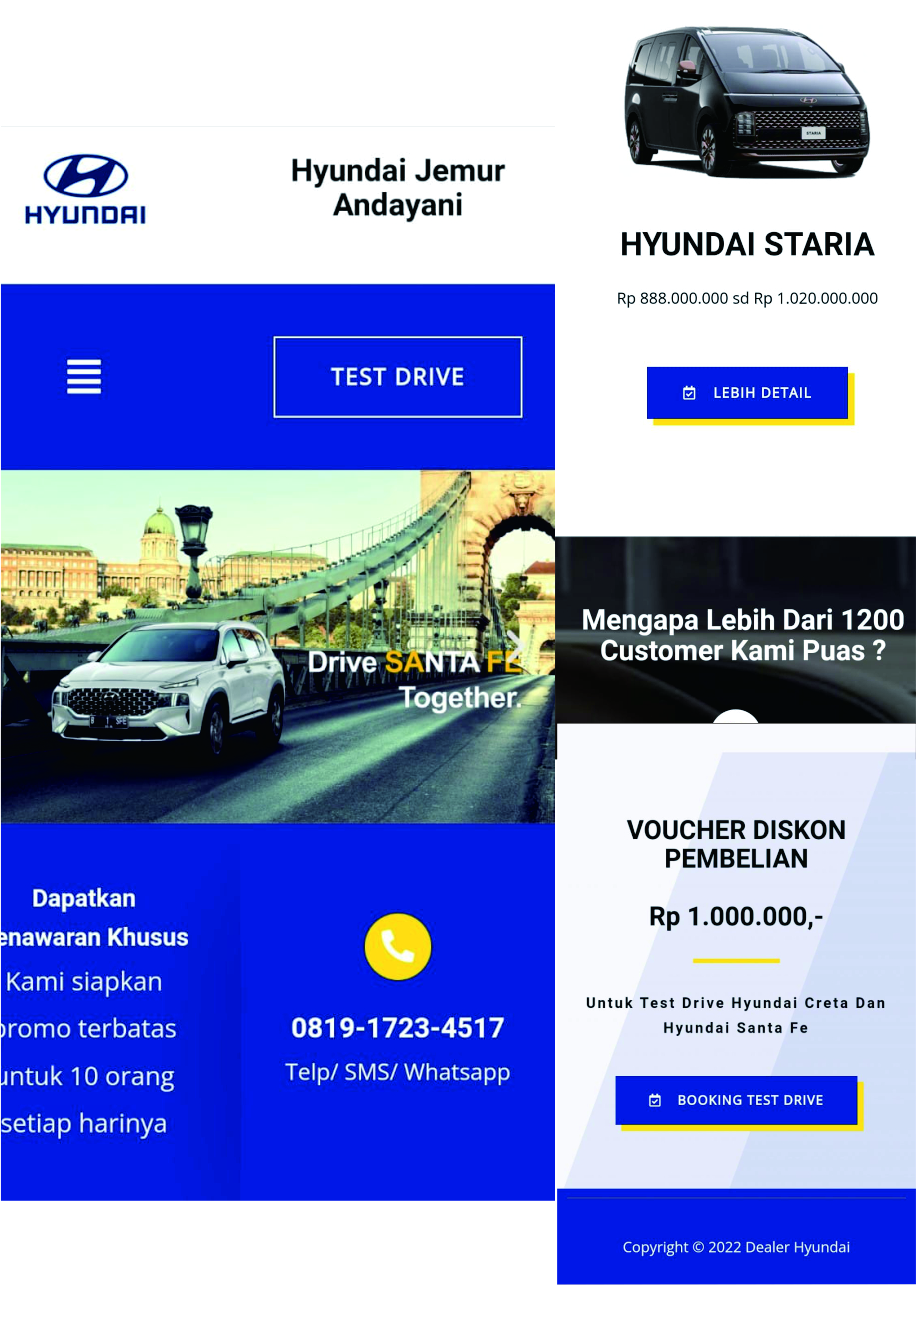 HYUNDAI
Hyundai Jemur
Andayani
TEST DRIVE
Drive SANTA FE
Together.
B 1 SFE
Dapatkan
enawaran Khusus
Kami siapkan
promo terbatas
untuk 10 orang
setiap harinya
0819-1723-4517
Telp/ SMS/ Whatsapp
STARIA
HYUNDAI STARIA
Rp 888.000.000 sd Rp 1.020.000.000
LEBIH DETAIL
Mengapa Lebih Dari 1200
Customer Kami Puas ?
VOUCHER DISKON
PEMBELIAN
Rp 1.000.000,-
Untuk Test Drive Hyundai Creta Dan
Hyundai Santa Fe
BOOKING TEST DRIVE
Copyright © 2022 Dealer Hyundai